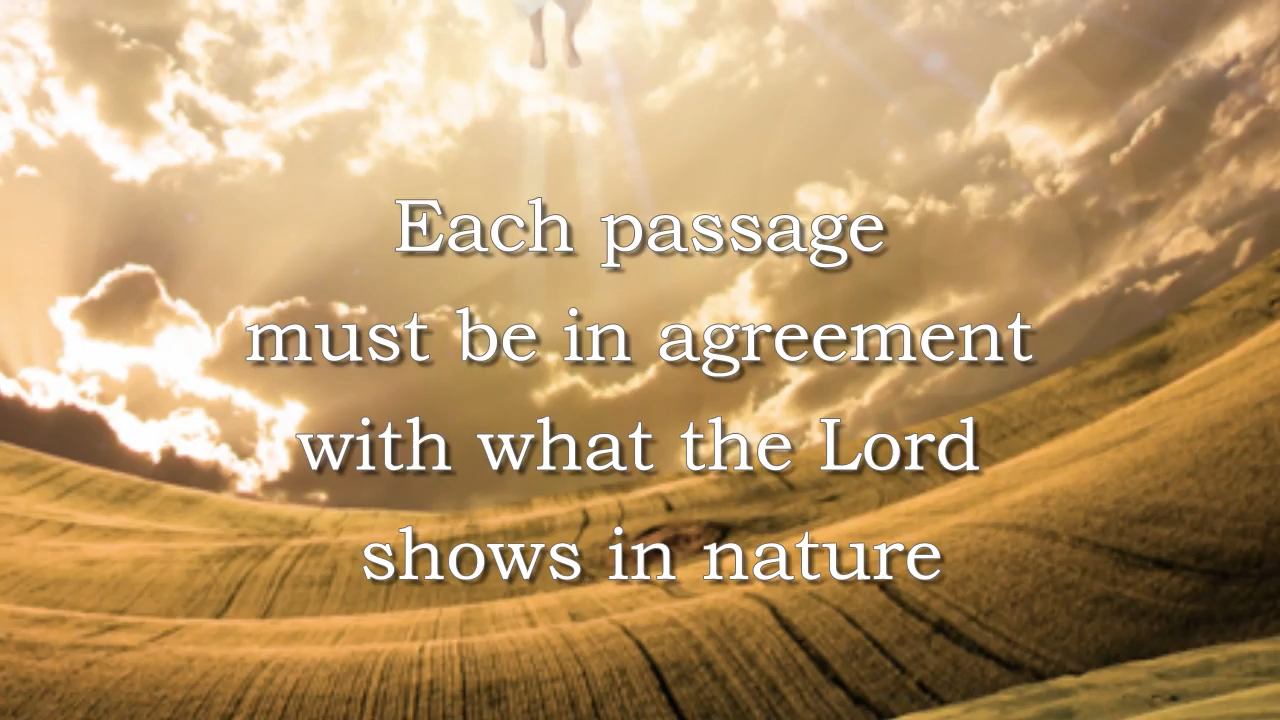 Each passage
must be in agreement
with what the Lord
shows in nature